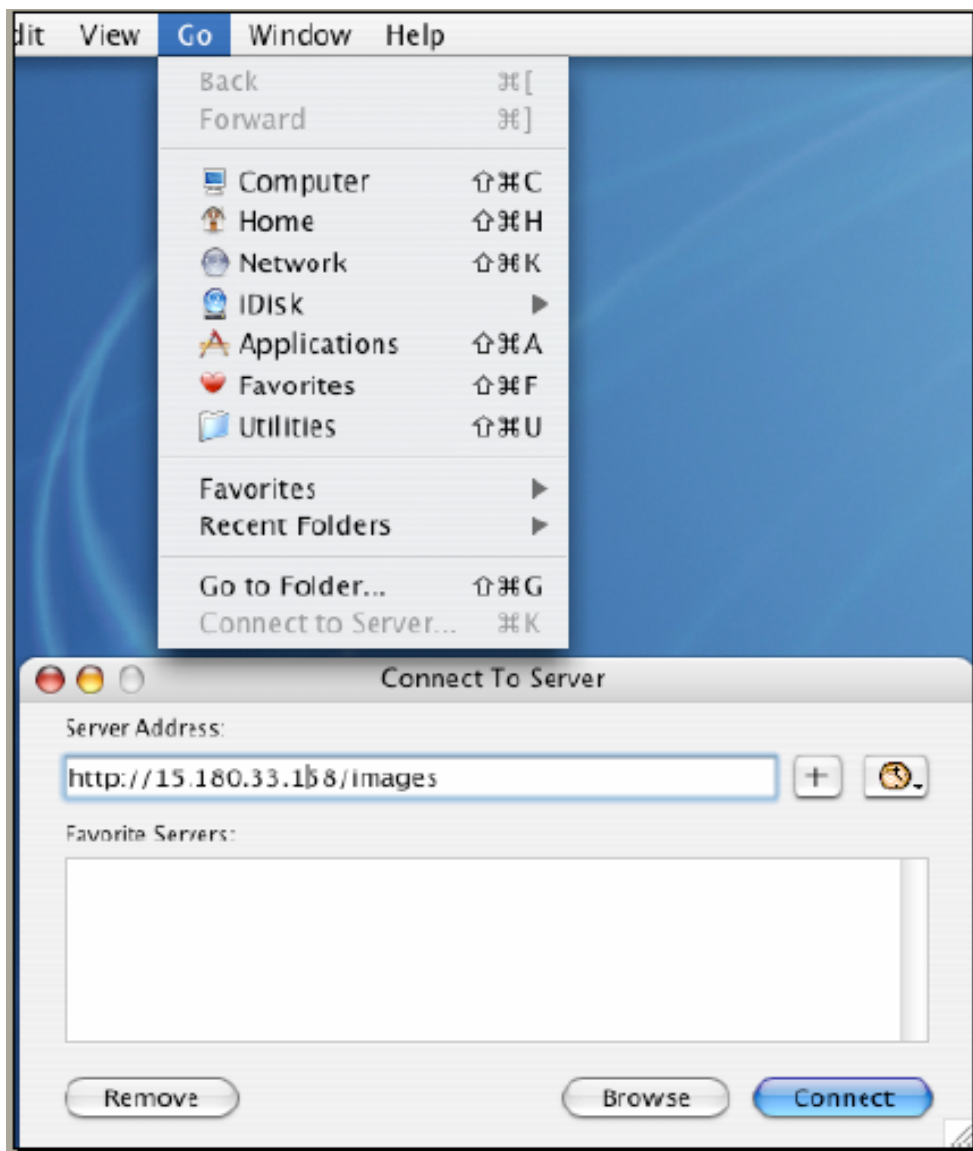 dit View Go Window Help
Back ⌘[
Forward ⌘]
Computer ⇧⌘C
Home ⇧⌘H
Network ⇧⌘K
iDisk
Applications ⇧⌘A
Favorites ⇧⌘F
Utilities ⇧⌘U
Favorites
Recent Folders
Go to Folder... ⇧⌘G
Connect to Server... ⌘K
Connect To Server
Server Address:
http://15.180.33.158/images
Favorite Servers:
Remove Browse Connect